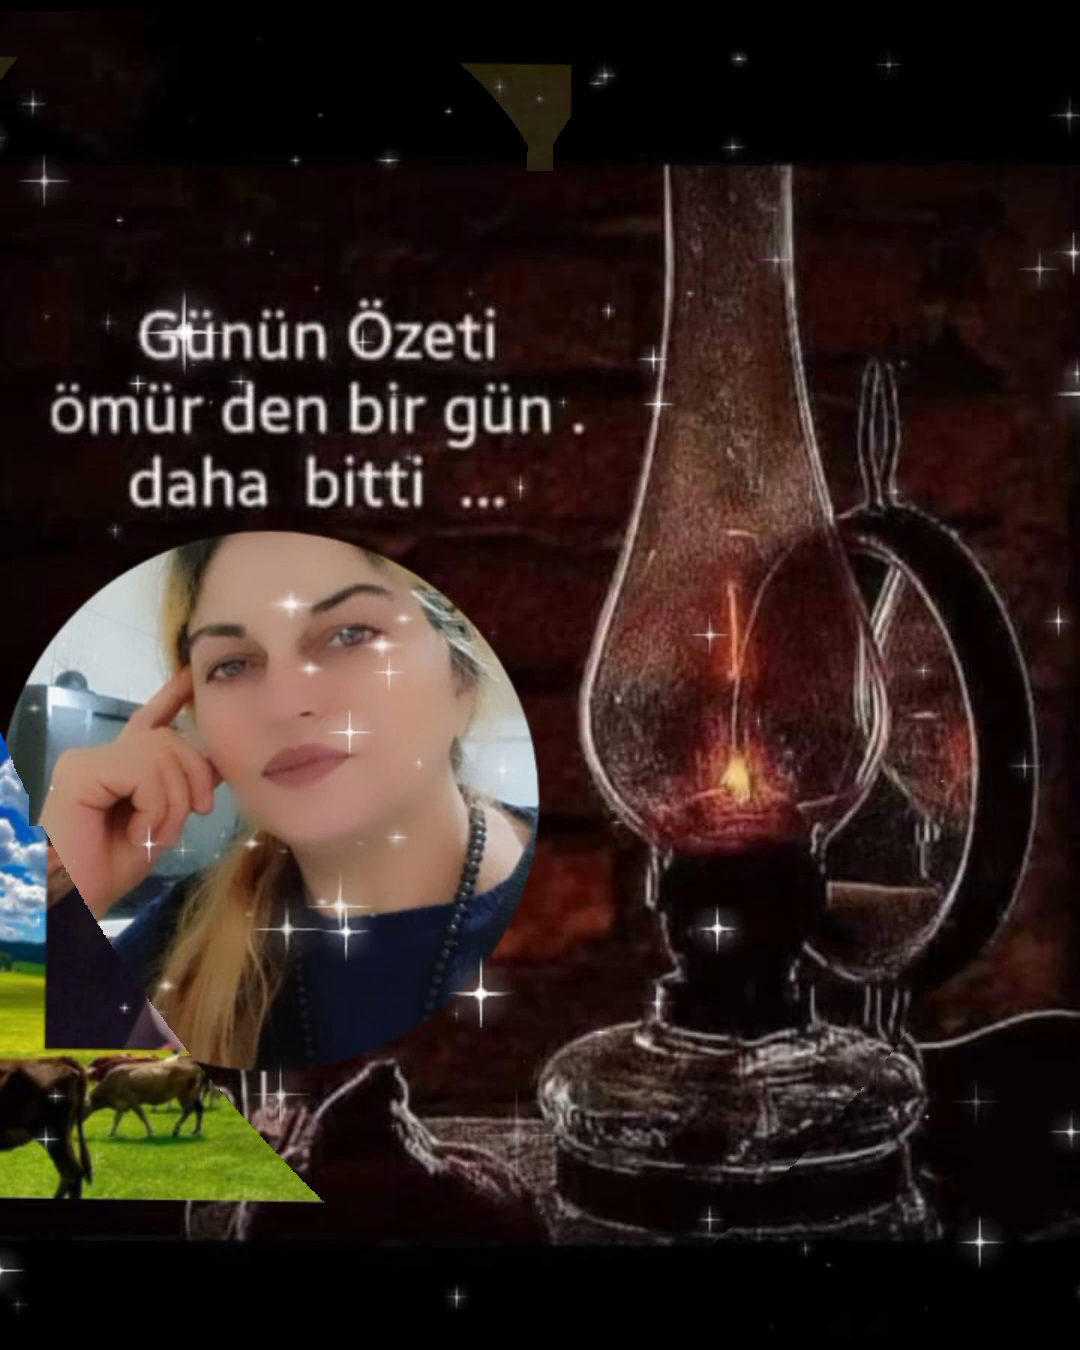 Günün Özeti
ömür den bir gün .
daha bitti ...